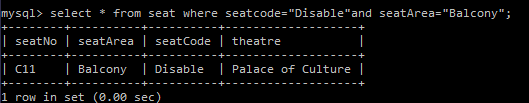 mysql> select * from seat where seatcode="Disable"and seatArea="Balcony";
+--------+----------+----------+--------------------+
| seatNo | seatArea | seatCode | theatre            |
+--------+----------+----------+--------------------+
| C11    | Balcony  | Disable  | Palace of Culture  |
+--------+----------+----------+--------------------+
1 row in set (0.00 sec)